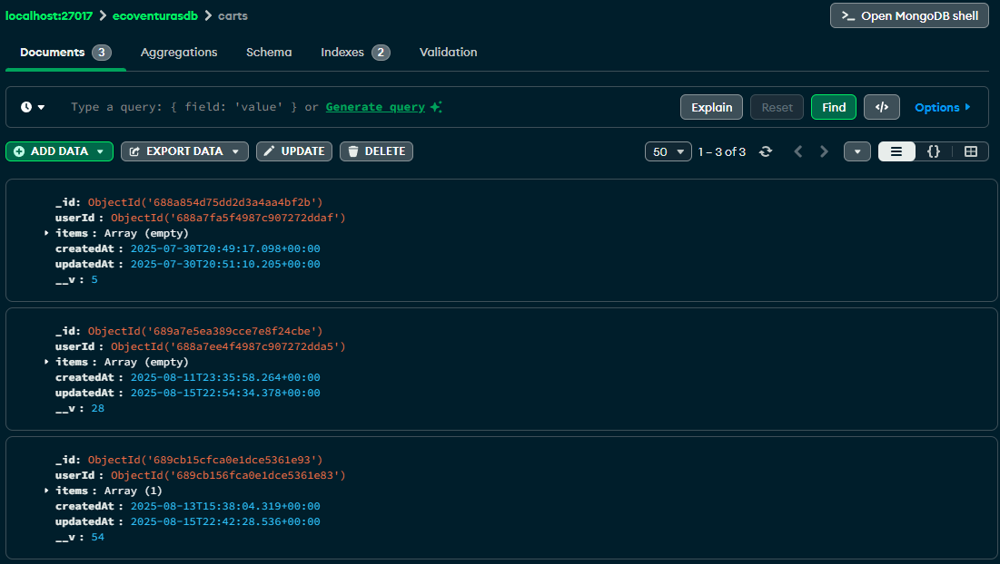 localhost:27017 > ecoventurasdb > carts
>_ Open MongoDB shell
Documents 3 Aggregations Schema Indexes 2 Validation
Type a query: { field: 'value' } or Generate query
Explain Reset Find </> Options
ADD DATA EXPORT DATA UPDATE DELETE 50 1 – 3 of 3 {}
_id: ObjectId('688a854d75dd2d3a4aa4bf2b')
userId : ObjectId('688a7fa5f4987c907272ddaf')
items : Array (empty)
createdAt : 2025-07-30T20:49:17.098+00:00
updatedAt : 2025-07-30T20:51:10.205+00:00
__v : 5
_id: ObjectId('689a7e5ea389cce7e8f24cbe')
userId : ObjectId('688a7ee4f4987c907272dda5')
items : Array (empty)
createdAt : 2025-08-11T23:35:58.264+00:00
updatedAt : 2025-08-15T22:54:34.378+00:00
__v : 28
_id: ObjectId('689cb15cfca0e1dce5361e93')
userId : ObjectId('689cb156fca0e1dce5361e83')
items : Array (1)
createdAt : 2025-08-13T15:38:04.319+00:00
updatedAt : 2025-08-15T22:42:28.536+00:00
__v : 54